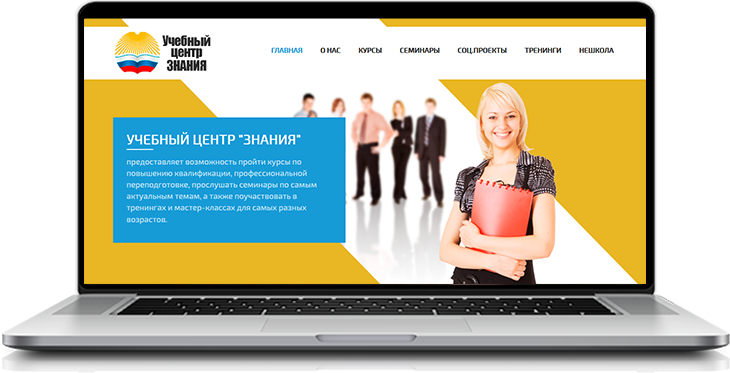 Учебный
центр
ЗНАНИЯ
ГЛАВНАЯ О НАС КУРСЫ СЕМИНАРЫ СОЦ.ПРОЕКТЫ ТРЕНИНГИ НЕШКОЛА
УЧЕБНЫЙ ЦЕНТР "ЗНАНИЯ"
предоставляет возможность пройти курсы по
повышению квалификации, профессиональной
переподготовке, прослушать семинары по самым
актуальным темам, а также поучаствовать в
тренингах и мастер-классах для самых разных
возрастов.